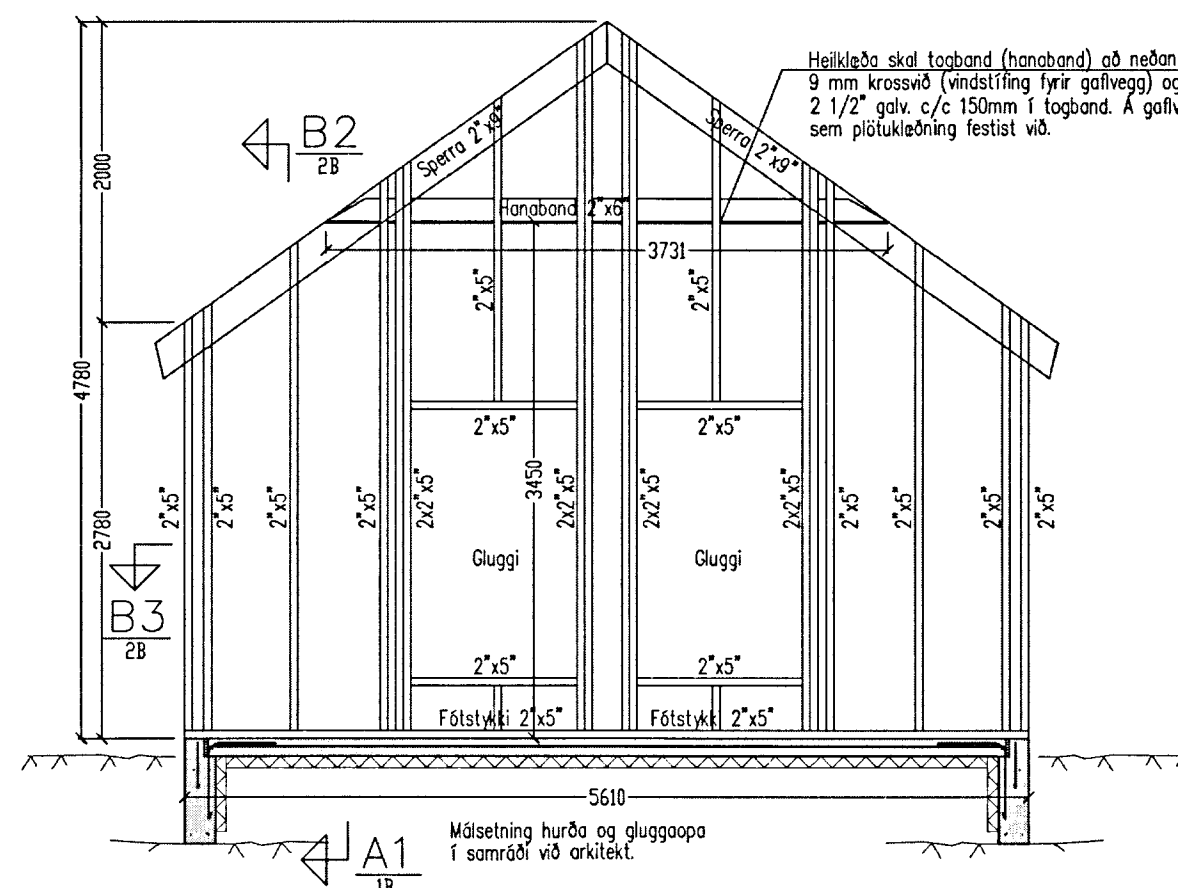 Heilklæða skal togband (hanaband) að neðan
9 mm krossvið (vindstífing fyrir gaflvegg) og
2 1/2" galv. c/c 150mm í togband. Á gaflv
sem plötuklæðning festist við.
B2
2B
Sperra 2"x9"
Sperra 2"x9"
2000
Hanaband 2"x6"
3731
2"x5"
2"x5"
4780
2"x5"
2"x5"
2780
3450
2"x5"
2"x5"
2"x5"
2"x5"
2x2"x5"
2x2"x5"
2x2"x5"
2x2"x5"
2"x5"
2"x5"
2"x5"
2"x5"
Gluggi
Gluggi
B3
2B
2"x5"
2"x5"
Fótstykki 2"x5"
Fótstykk 2"x5"
5610
Málsetning hurða og gluggaopa
í samráði við arkitekt.
A1
1B